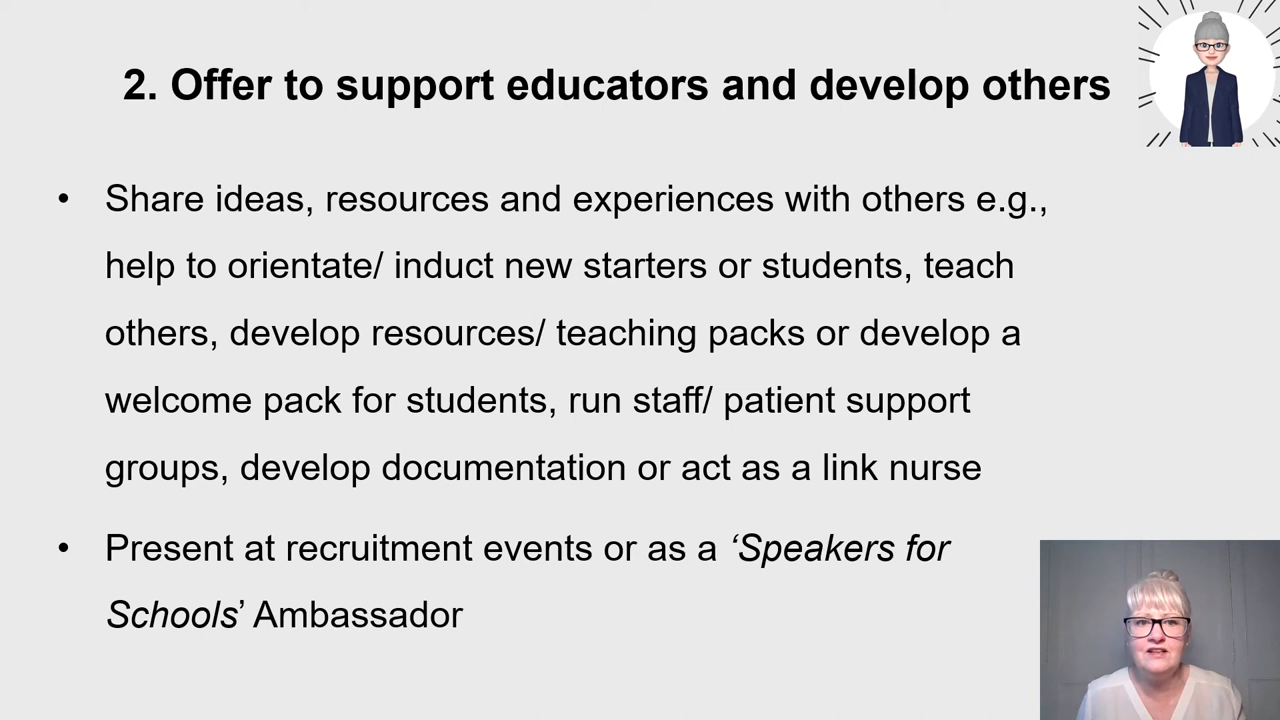 2. Offer to support educators and develop others
• Share ideas, resources and experiences with others e.g.,
help to orientate/ induct new starters or students, teach
others, develop resources/ teaching packs or develop a
welcome pack for students, run staff/ patient support
groups, develop documentation or act as a link nurse
• Present at recruitment events or as a ‘Speakers for
Schools’ Ambassador